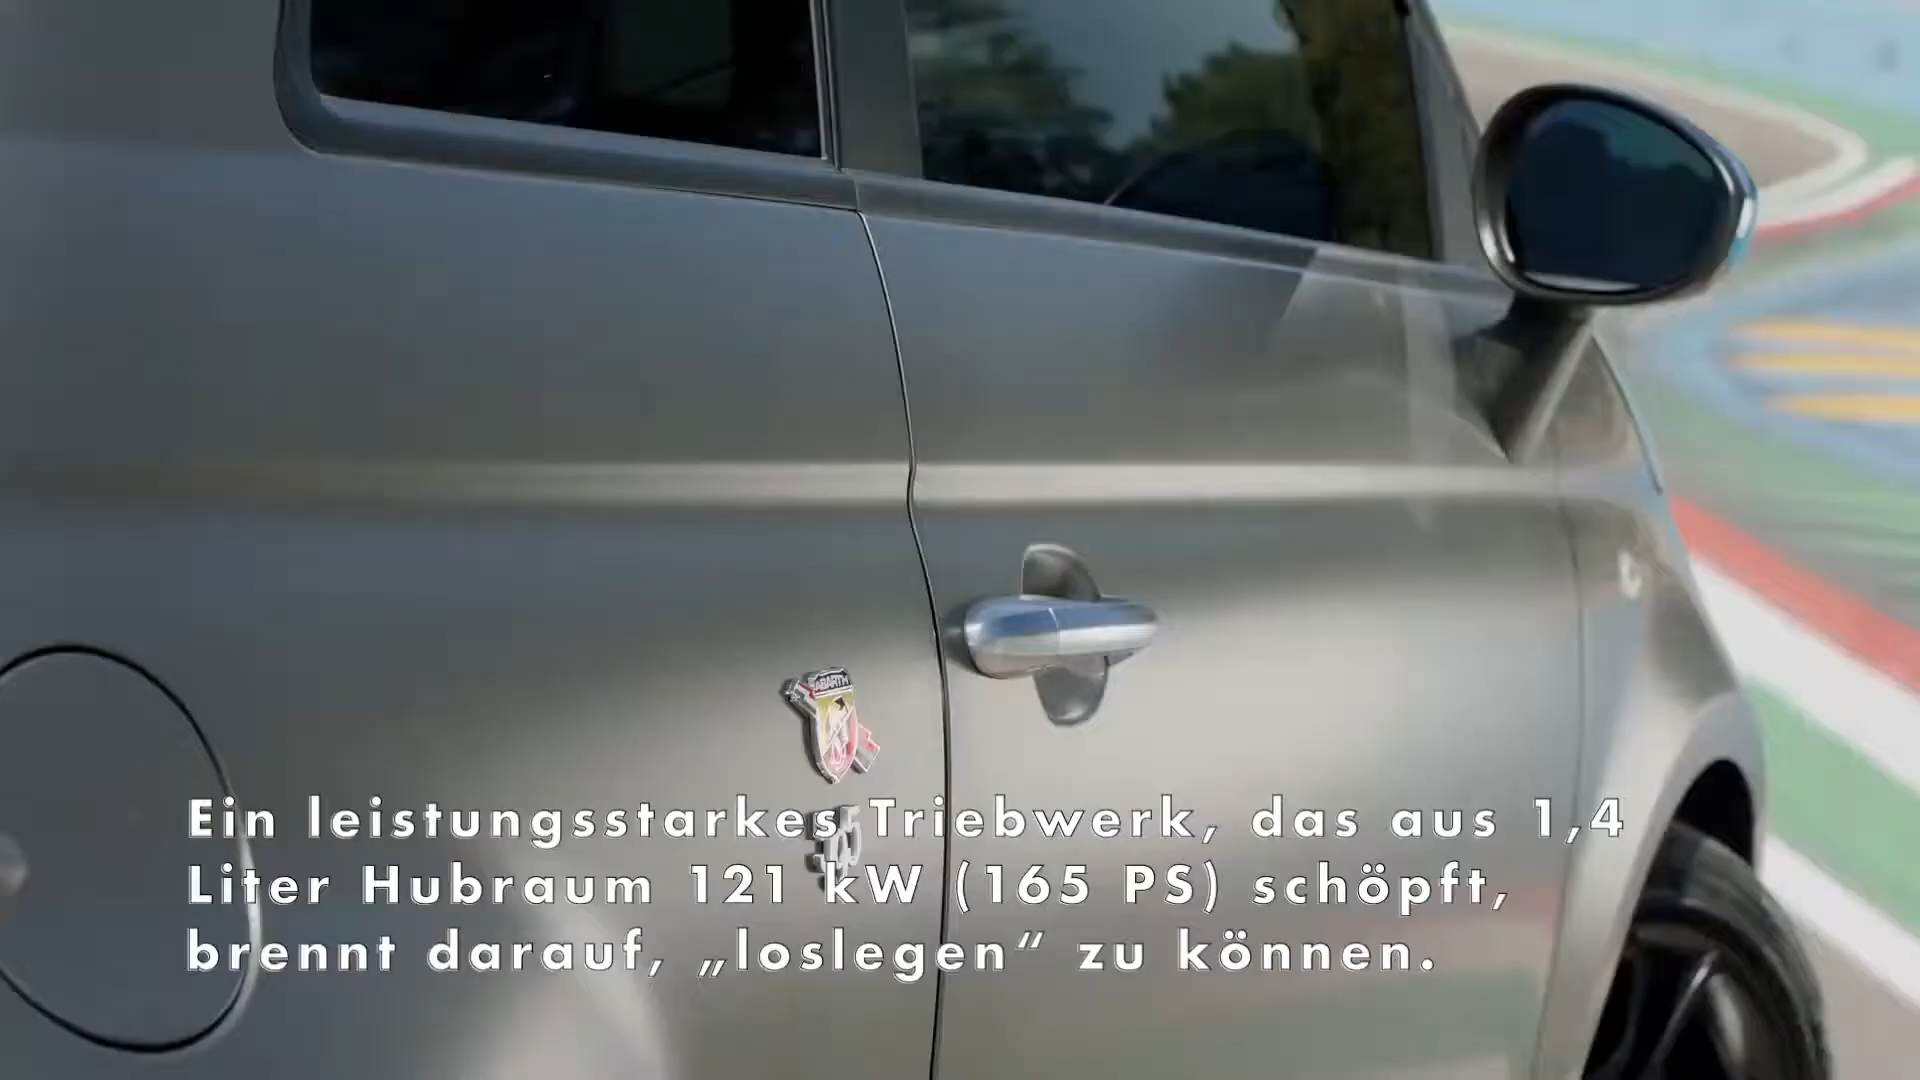 ABARTH
Ein leistungsstarkes Triebwerk, das aus 1,4
Liter Hubraum 121 kW (165 PS) schöpft,
brennt darauf, „loslegen“ zu können.